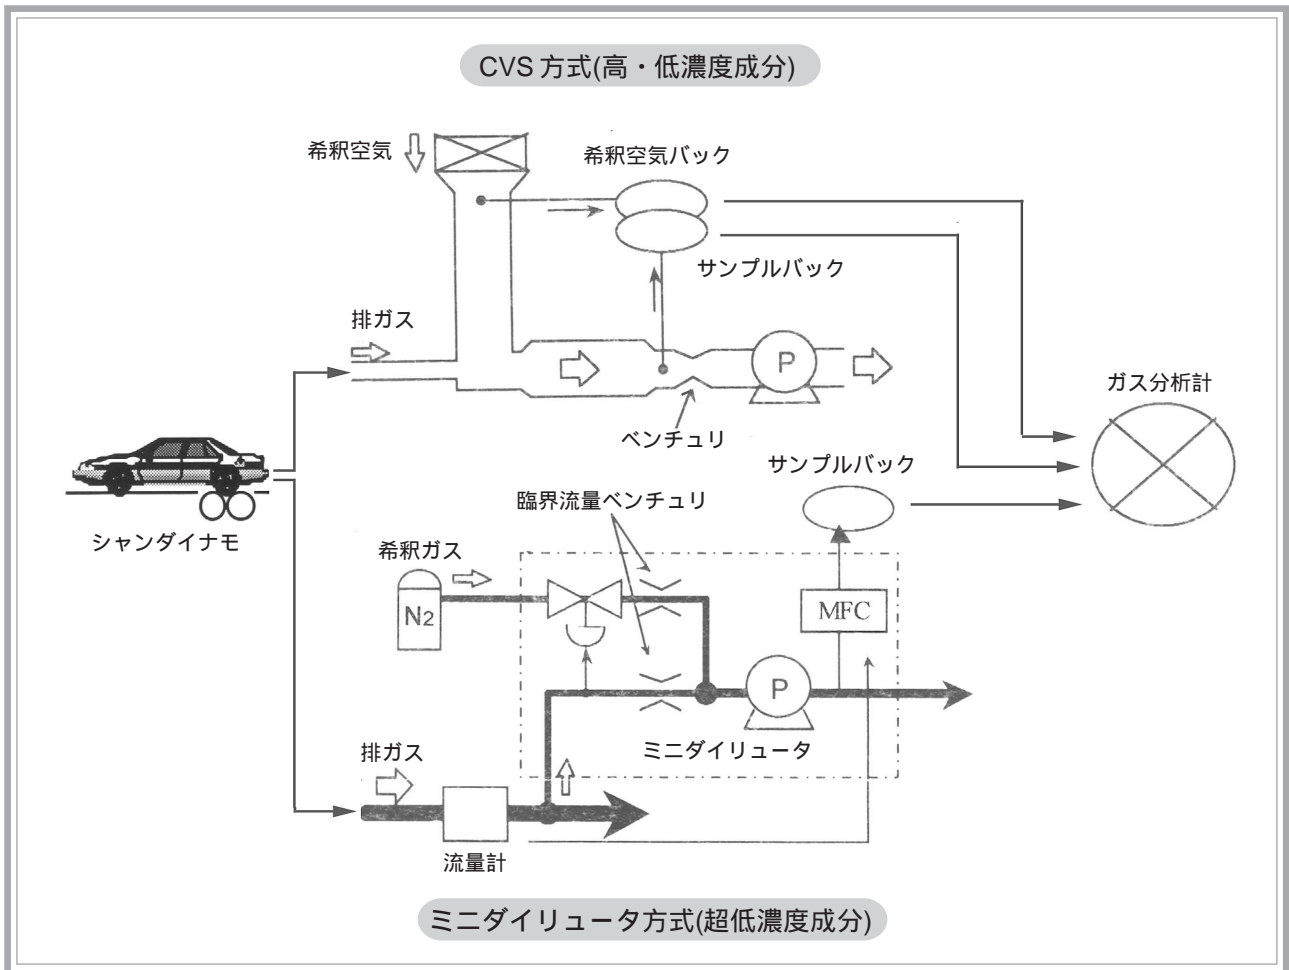 CVS 方式(高・低濃度成分)
希釈空気
希釈空気バック
サンプルバック
排ガス
P
ベンチュリ
ガス分析計
サンプルバック
シャンダイナモ
臨界流量ベンチュリ
希釈ガス
N2
MFC
P
ミニダイリュータ
排ガス
流量計
ミニダイリュータ方式(超低濃度成分)